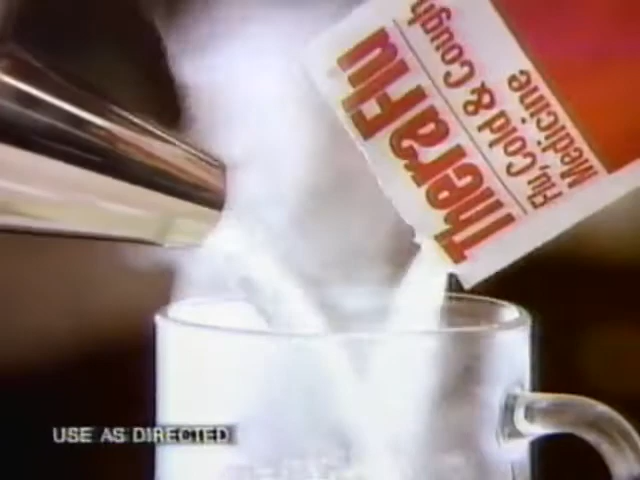 TheraFlu
Flu, Cold & Cough
Medicine
USE AS DIRECTED